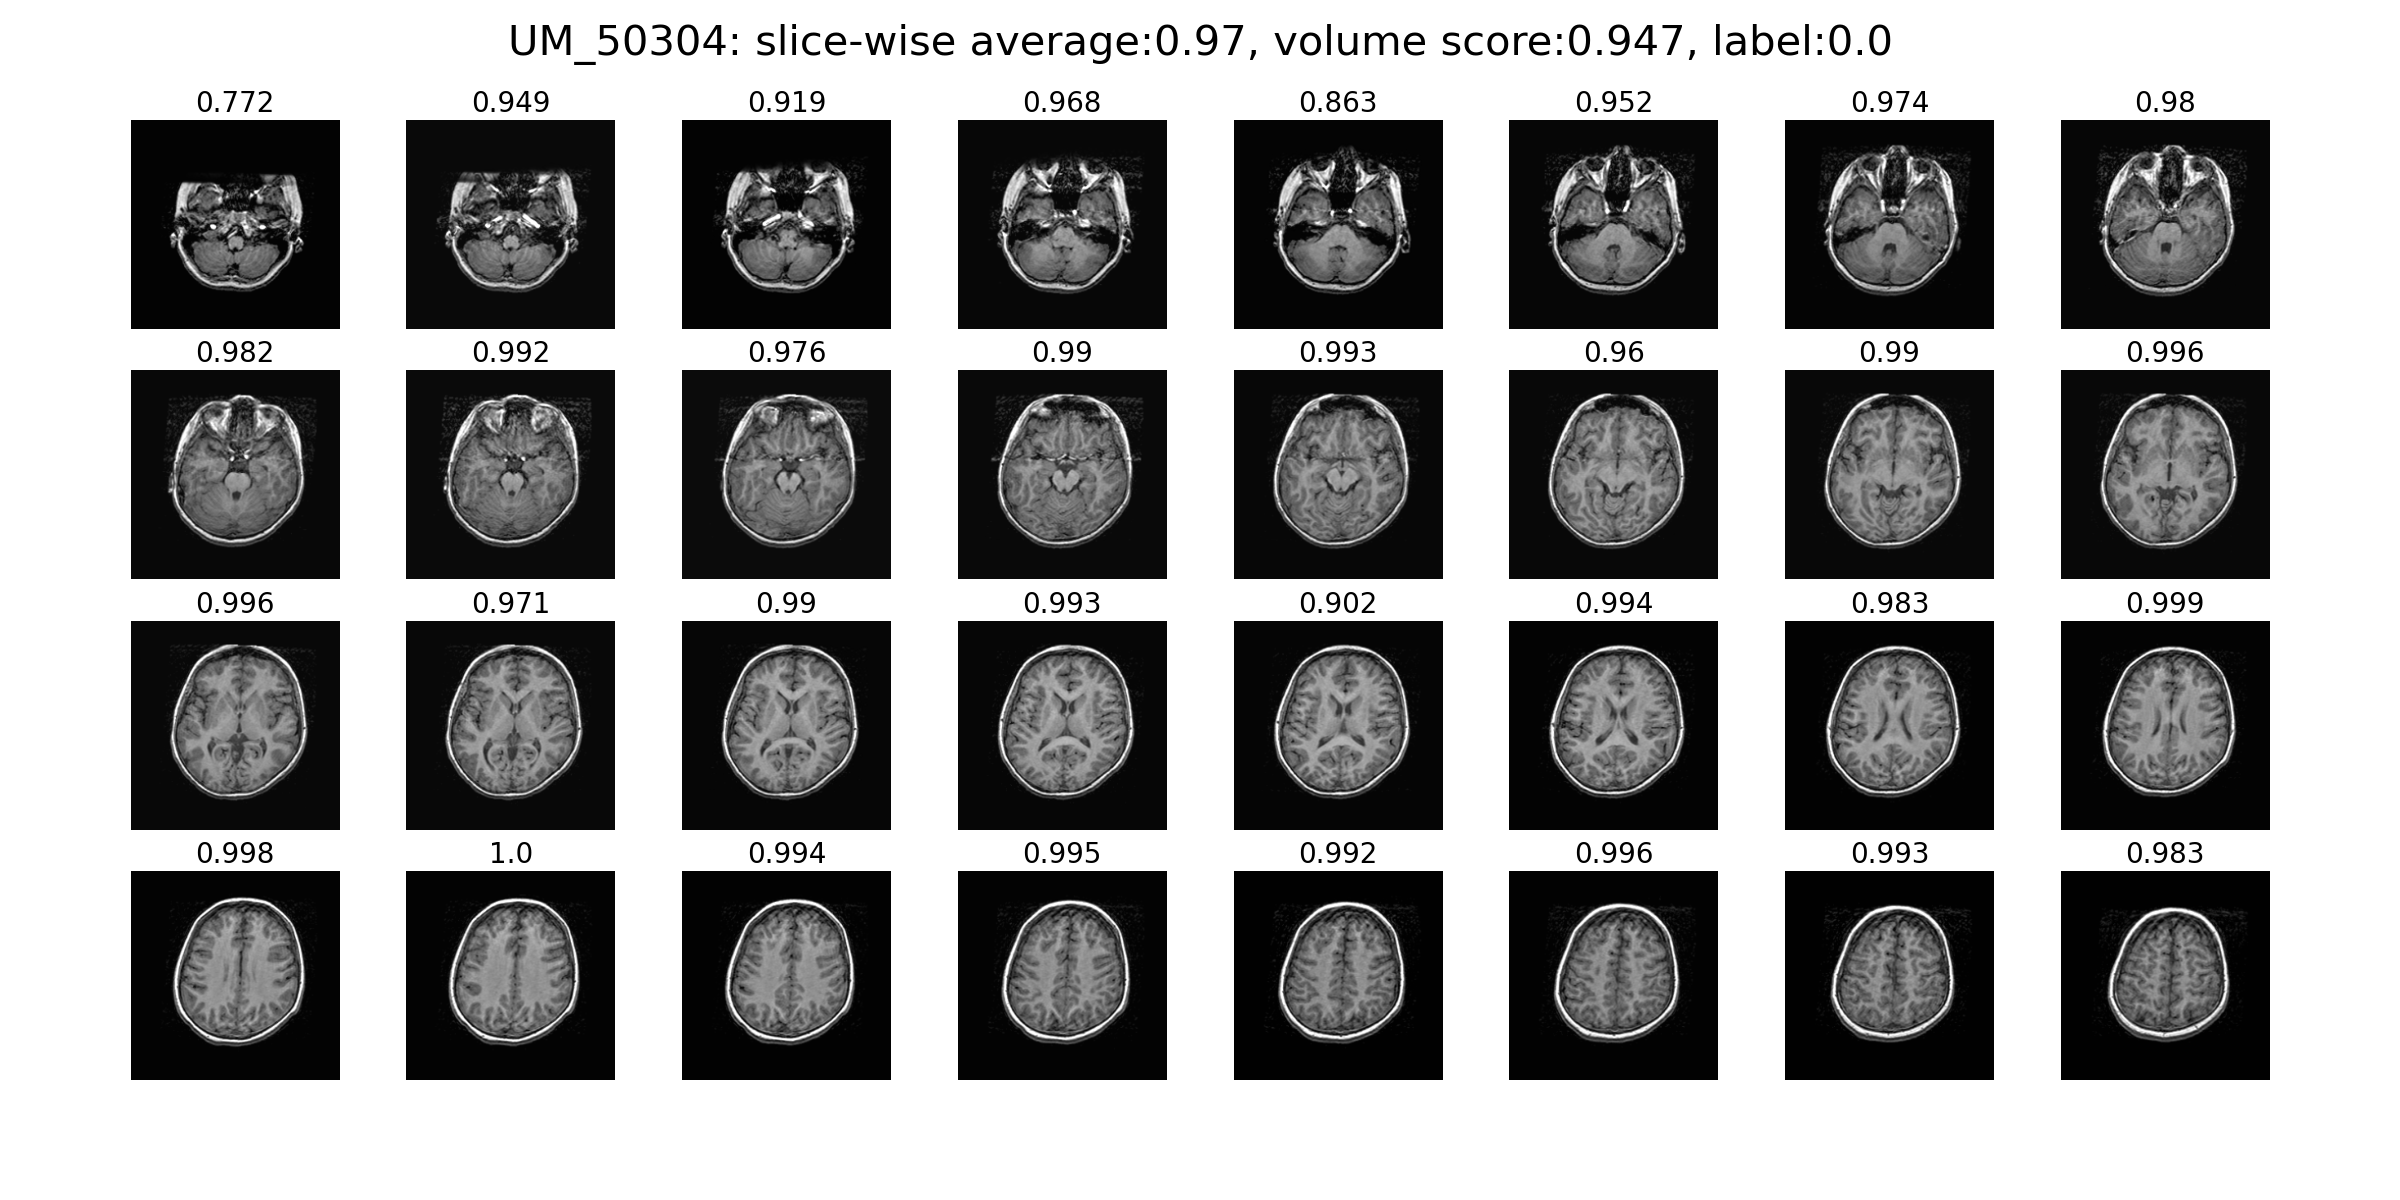 UM_50304: slice-wise average:0.97, volume score:0.947, label:0.0
0.772 0.949 0.919 0.968 0.863 0.952 0.974 0.98
0.982 0.992 0.976 0.99 0.993 0.96 0.99 0.996
0.996 0.971 0.99 0.993 0.902 0.994 0.983 0.999
0.998 1.0 0.994 0.995 0.992 0.996 0.993 0.983